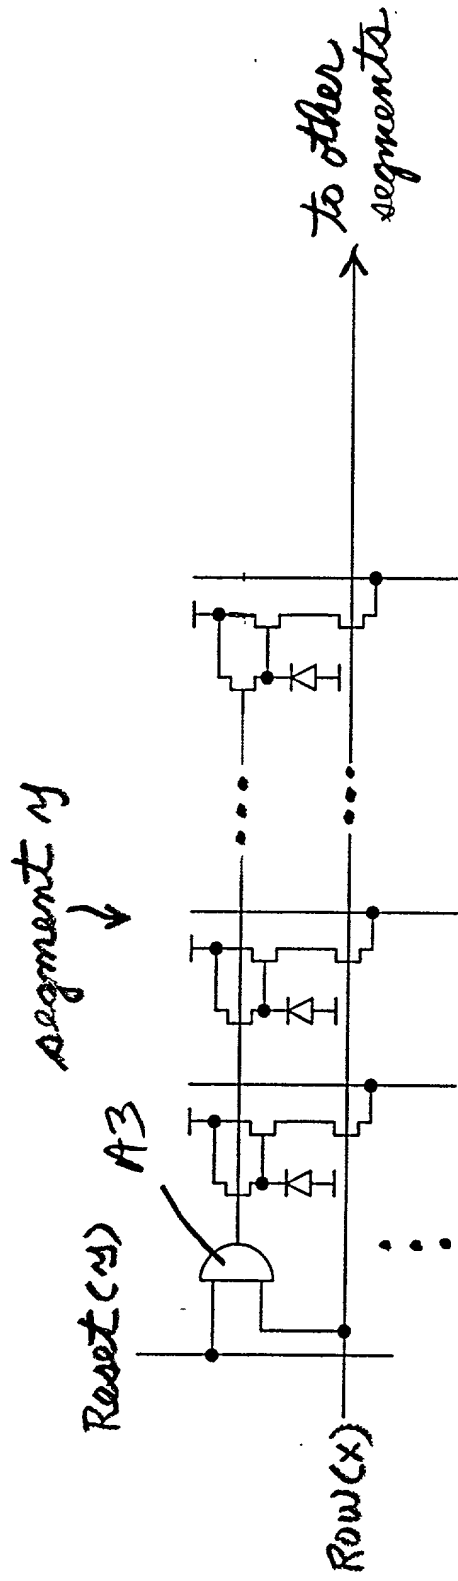 segment y
Reset(y)
A3
Row(x)
to other
segments